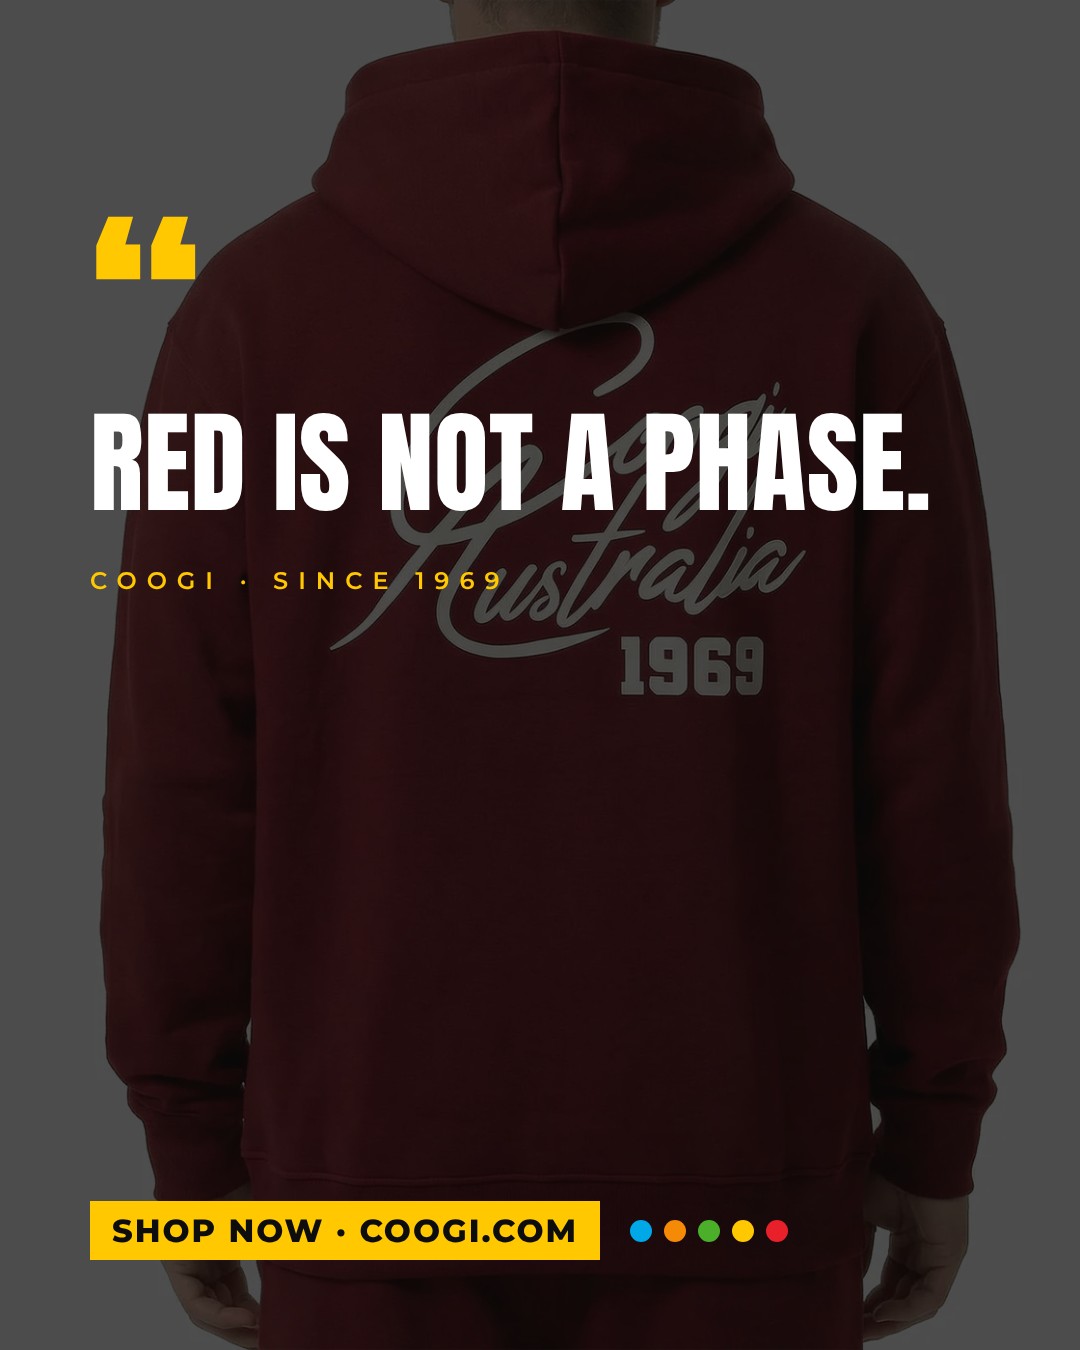 “
RED IS NOT A PHASE.
COOGI · SINCE 1969
Coogi
Australia
1969
SHOP NOW · COOGI.COM